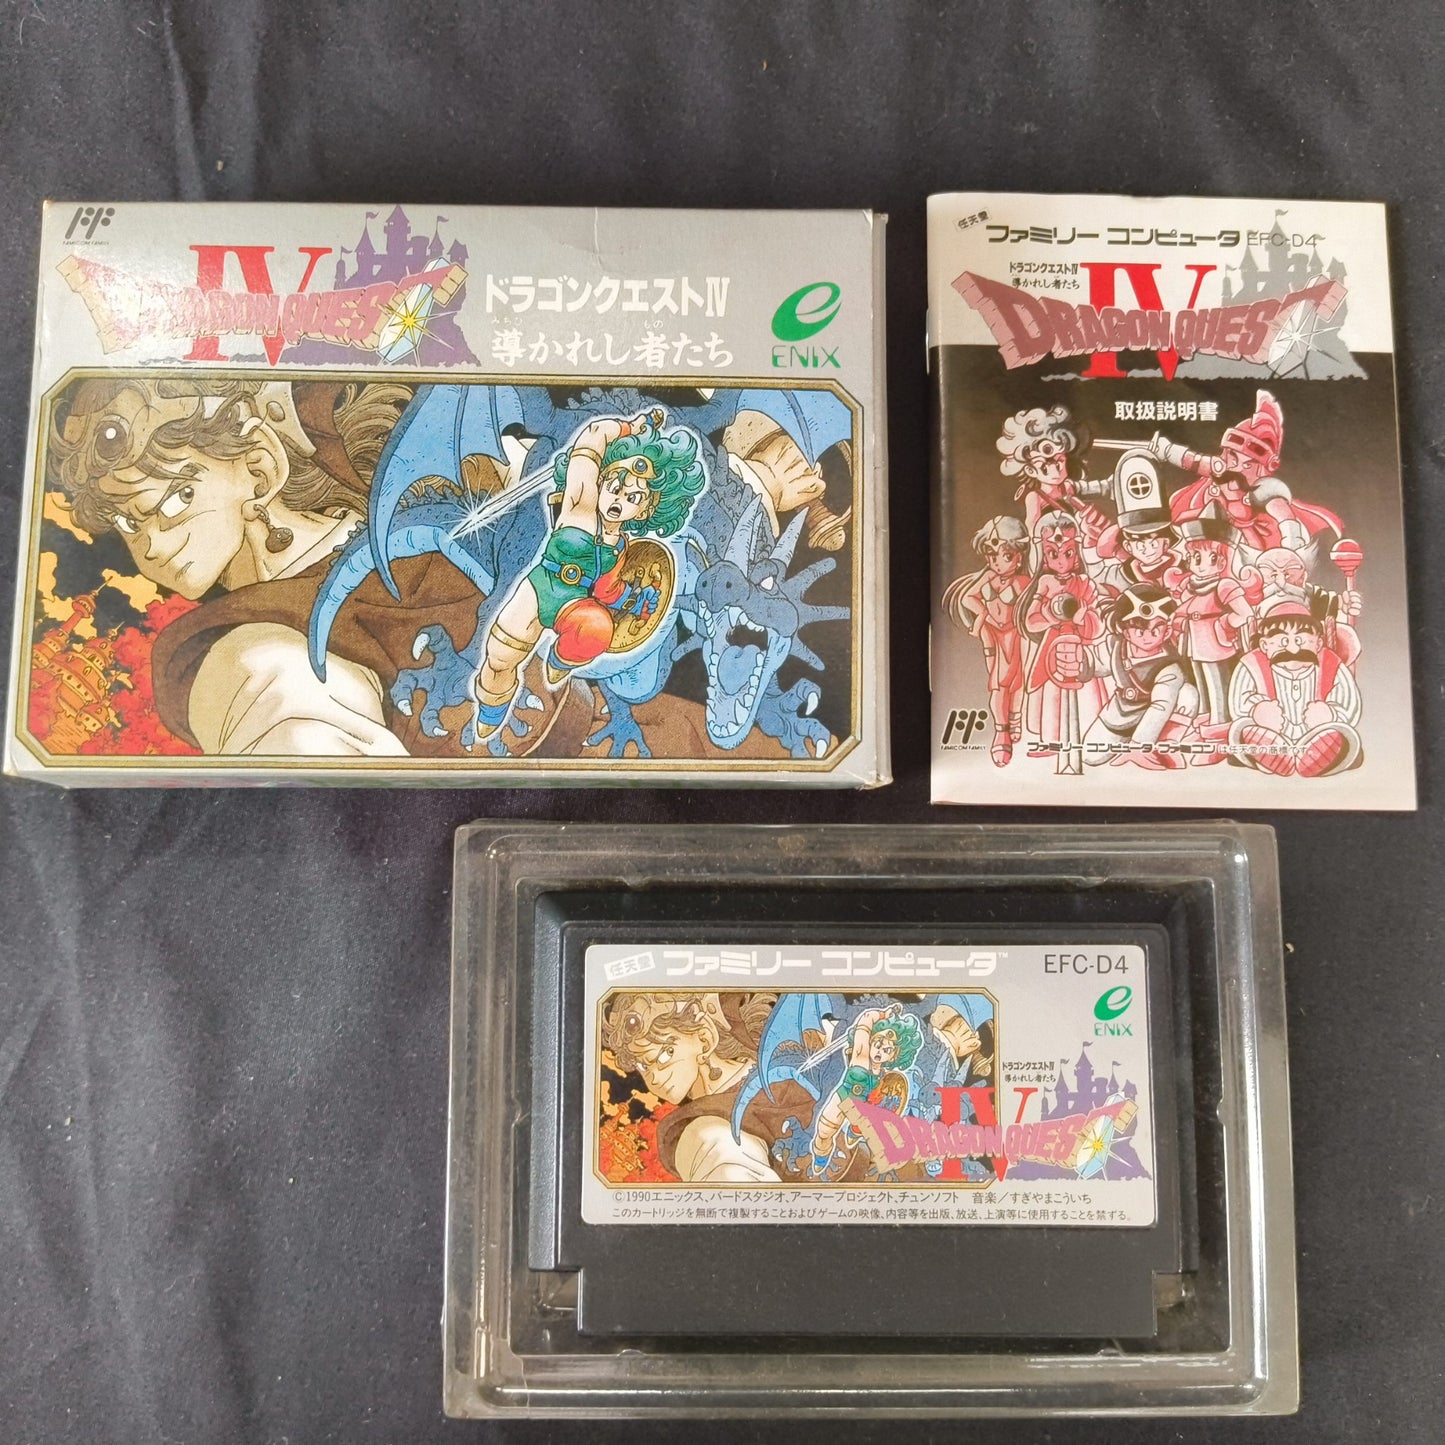 FAMICOM FAMILY
IV
DRAGON QUEST
ドラゴンクエストIV
みちび もの
導かれし者たち
e
ENIX
任天堂
ファミリー コンピュータ EFC-D4
ドラゴンクエストIV
導かれし者たち
IV
DRAGON QUEST
取扱説明書
FAMICOM FAMILY
ファミリー コンピュータ・ファミコンは任天堂の商標です
任天堂 ファミリー コンピュータ™ EFC-D4
e
ENIX
ドラゴンクエストIV
導かれし者たち
IV
DRAGON QUEST
©1990エニックス、バードスタジオ、アーマープロジェクト、チュンソフト 音楽/すぎやまこういち
このカートリッジを無断で複製することおよびゲームの映像、内容等を出版、放送、上演等に使用することを禁ずる。